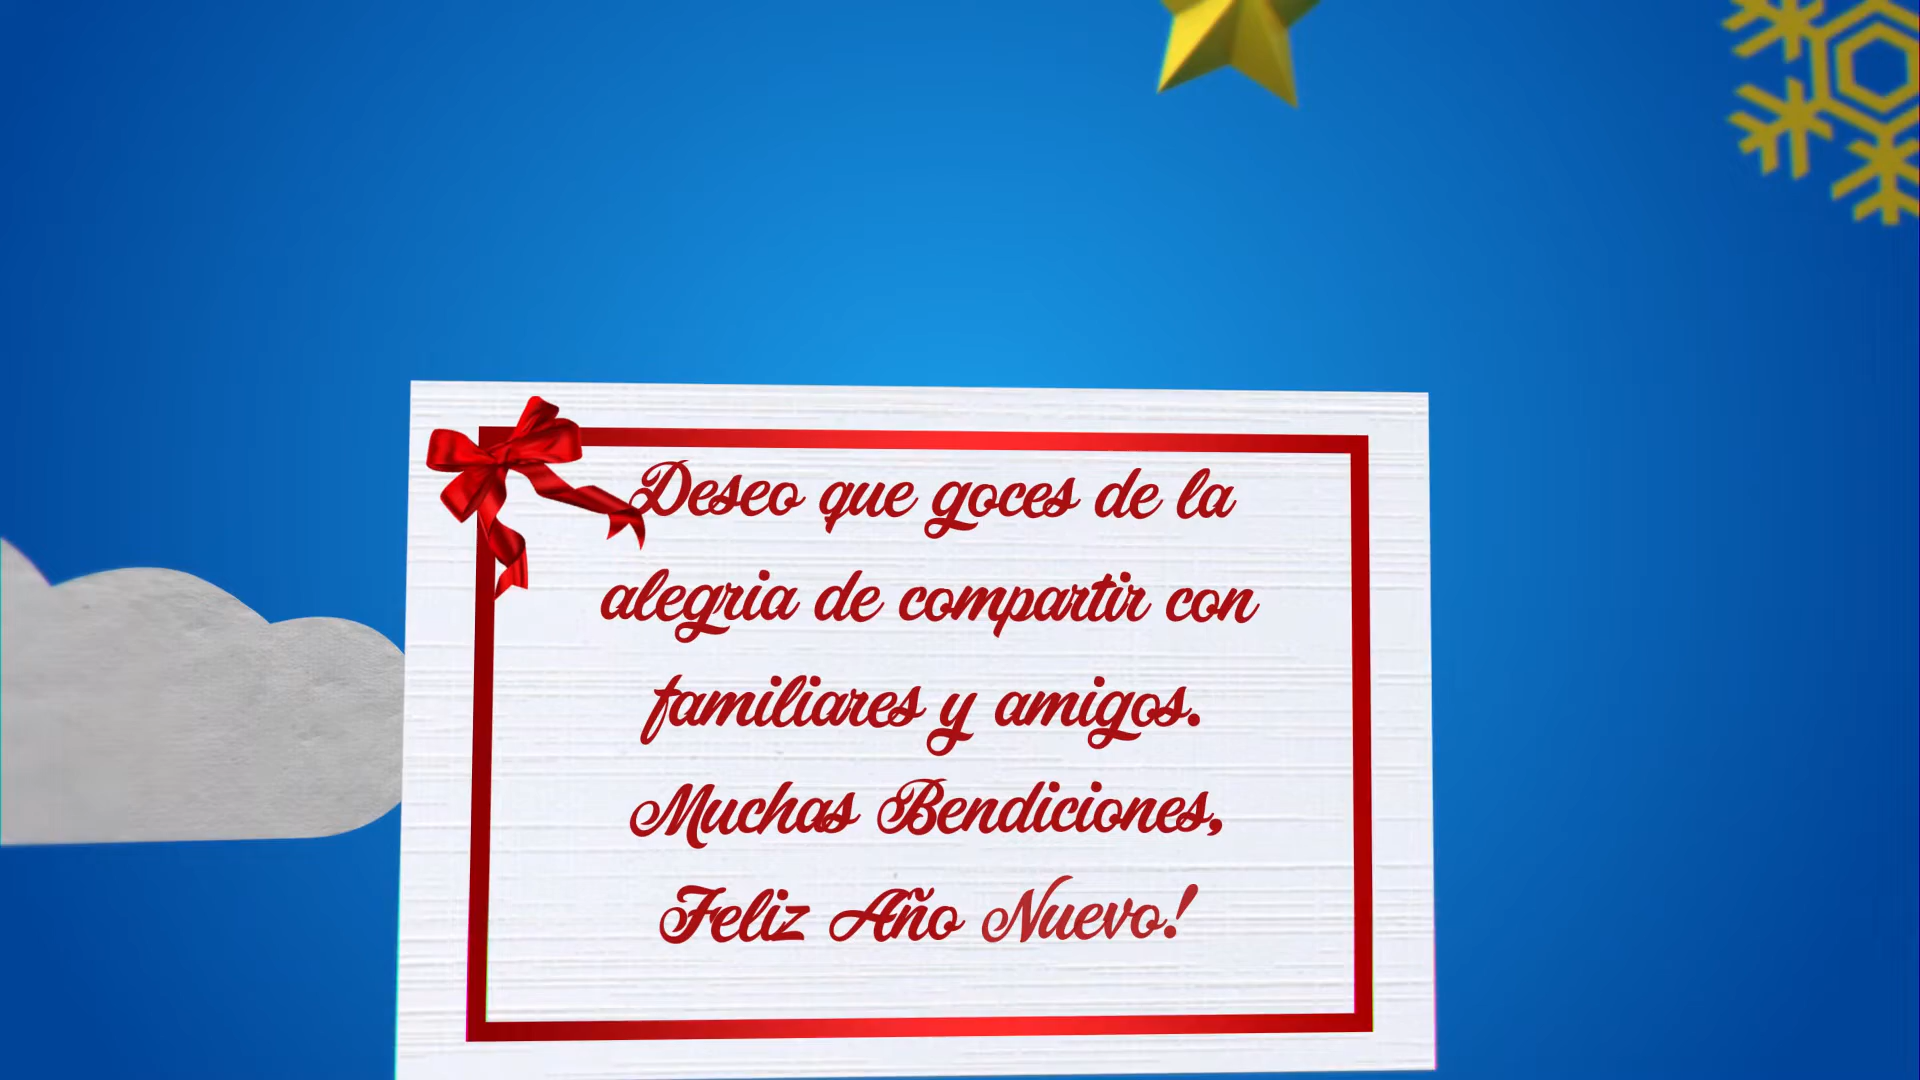 Deseo que goces de la
alegria de compartir con
familiares y amigos.
Muchas Bendiciones,
Feliz Año Nuevo!